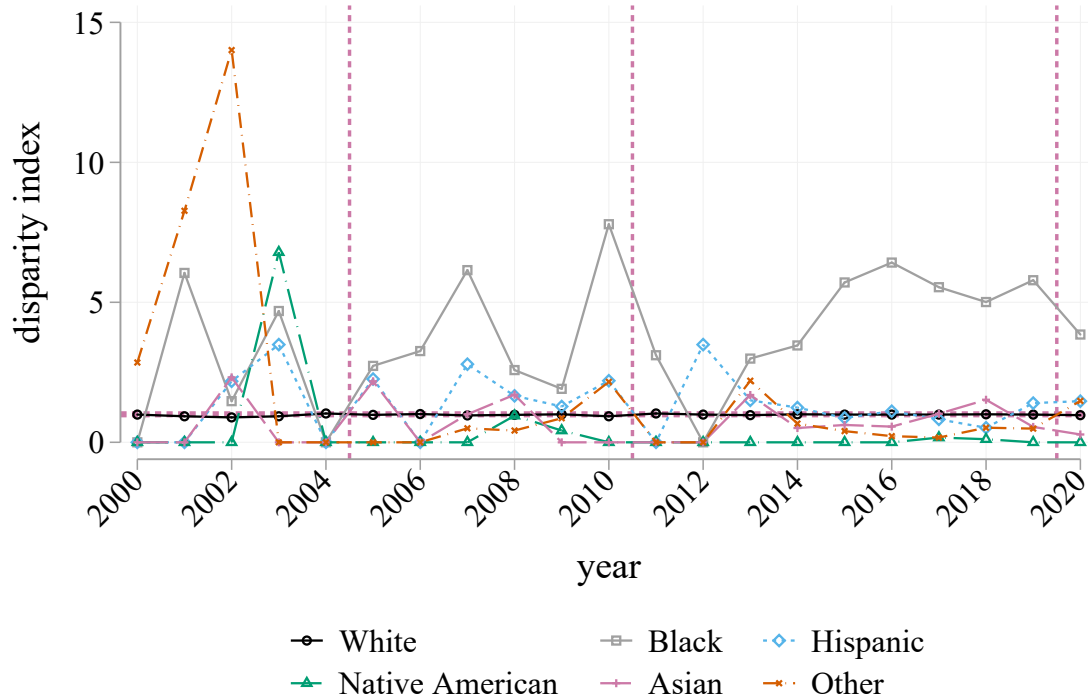 15
10
5
0
disparity index
2000 2002 2004 2006 2008 2010 2012 2014 2016 2018 2020
year
White Black Hispanic
Native American Asian Other